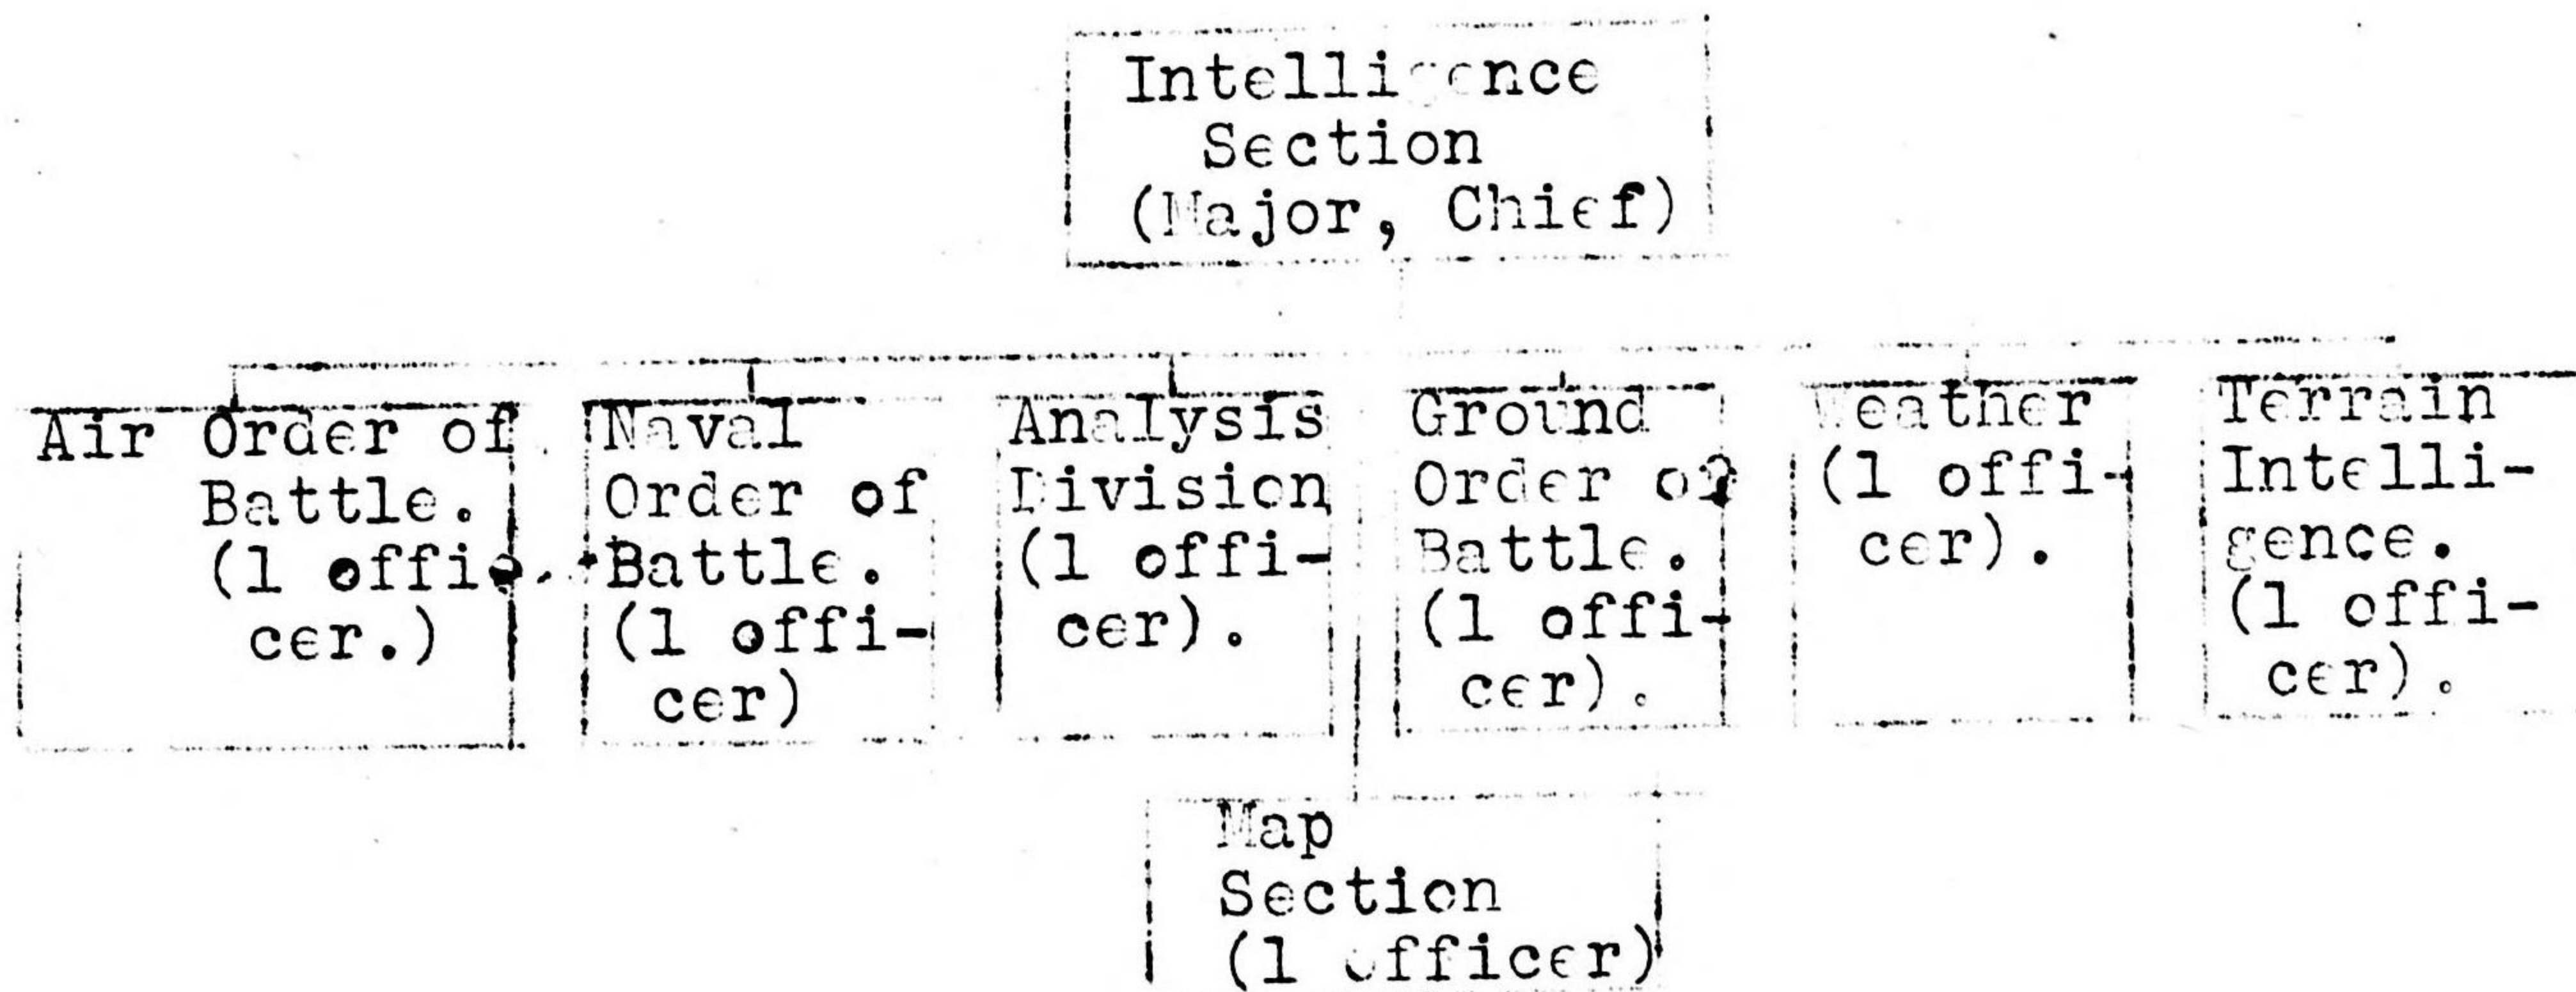 Intelligence
Section
(Major, Chief)
Air Order of
Battle.
(1 offi-
cer.)
Naval
Order of
Battle.
(1 offi-
cer)
Analysis
Division
(1 offi-
cer).
Ground
Order of
Battle.
(1 offi-
cer).
Weather
(1 offi-
cer).
Terrain
Intelli-
gence.
(1 offi-
cer).
Map
Section
(1 officer)